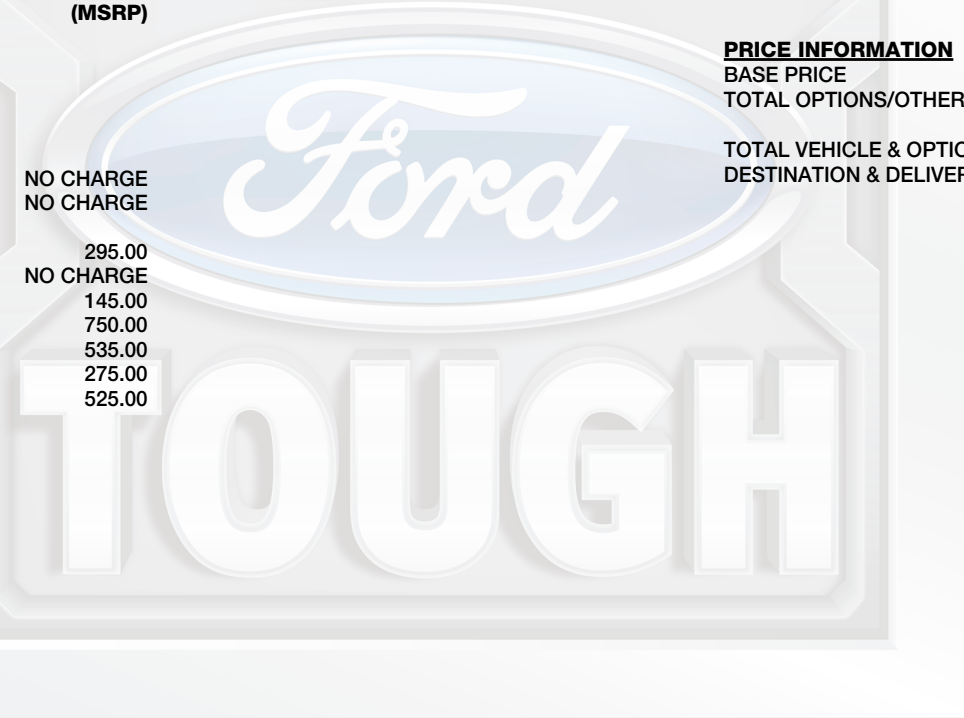 (MSRP)
NO CHARGE
NO CHARGE
295.00
NO CHARGE
145.00
750.00
535.00
275.00
525.00
PRICE INFORMATION
BASE PRICE
TOTAL OPTIONS/OTHER
TOTAL VEHICLE & OPTIO
DESTINATION & DELIVER
Ford
TOUGH